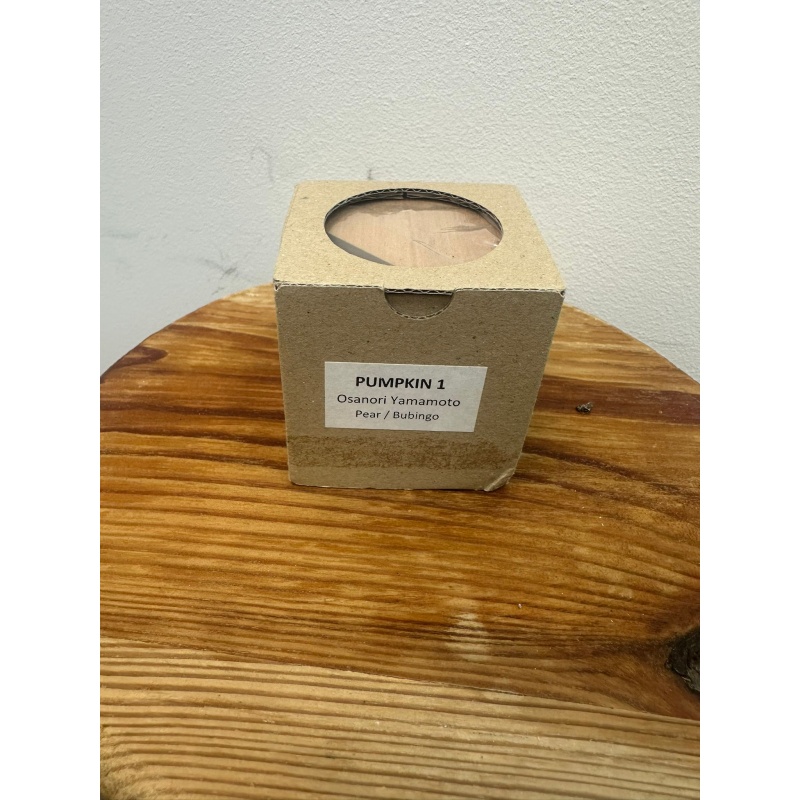 PUMPKIN 1
Osanori Yamamoto
Pear / Bubingo